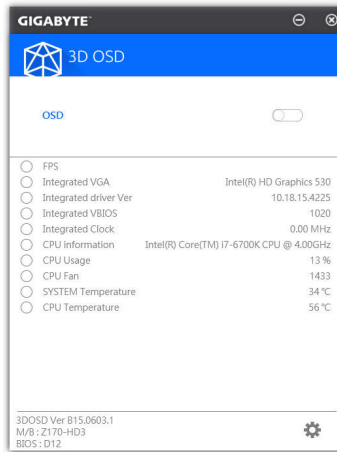 GIGABYTE™
3D OSD
OSD
FPS
Integrated VGA Intel(R) HD Graphics 530
Integrated driver Ver 10.18.15.4225
Integrated VBIOS 1020
Integrated Clock 0.00 MHz
CPU information Intel(R) Core(TM) i7-6700K CPU @ 4.00GHz
CPU Usage 13 %
CPU Fan 1433
SYSTEM Temperature 34 ℃
CPU Temperature 56 ℃
3DOSD Ver B15.0603.1
M/B : Z170-HD3
BIOS : D12